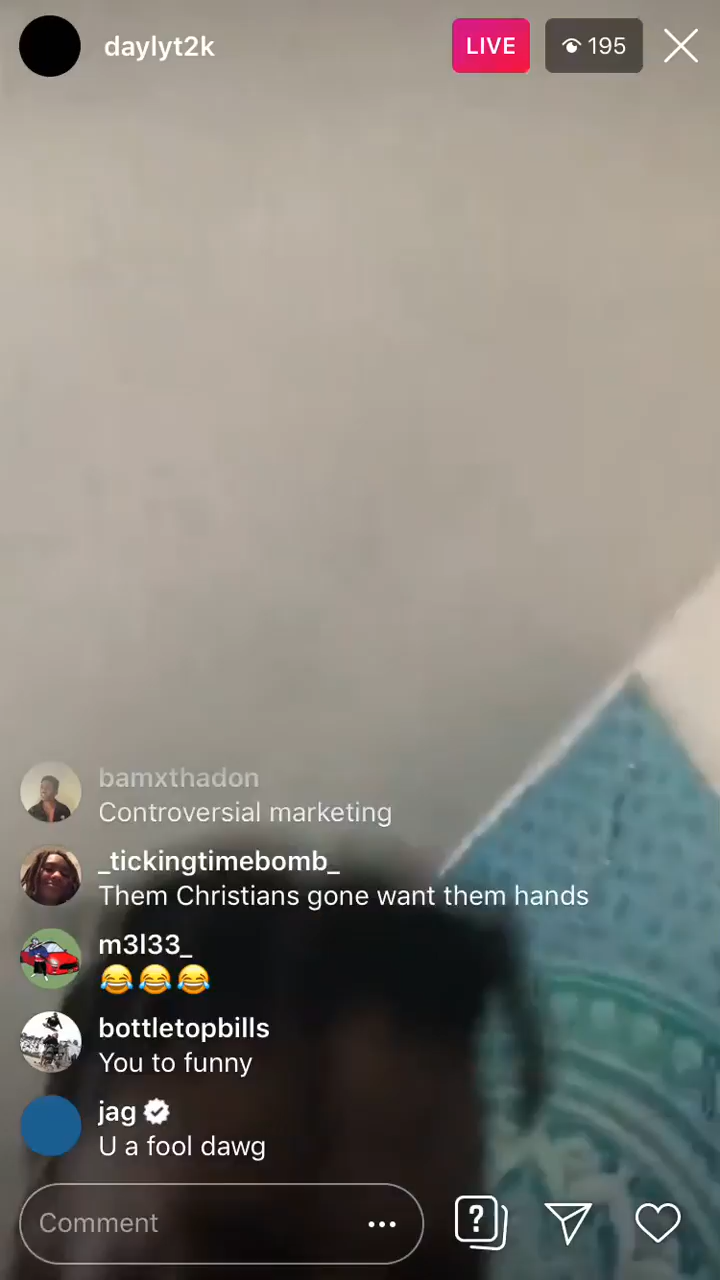 daylyt2k
LIVE
195
bamxthadon
Controversial marketing
_tickingtimebomb_
Them Christians gone want them hands
m3l33_
😂😂😂
bottletopbills
You to funny
jag
U a fool dawg
Comment